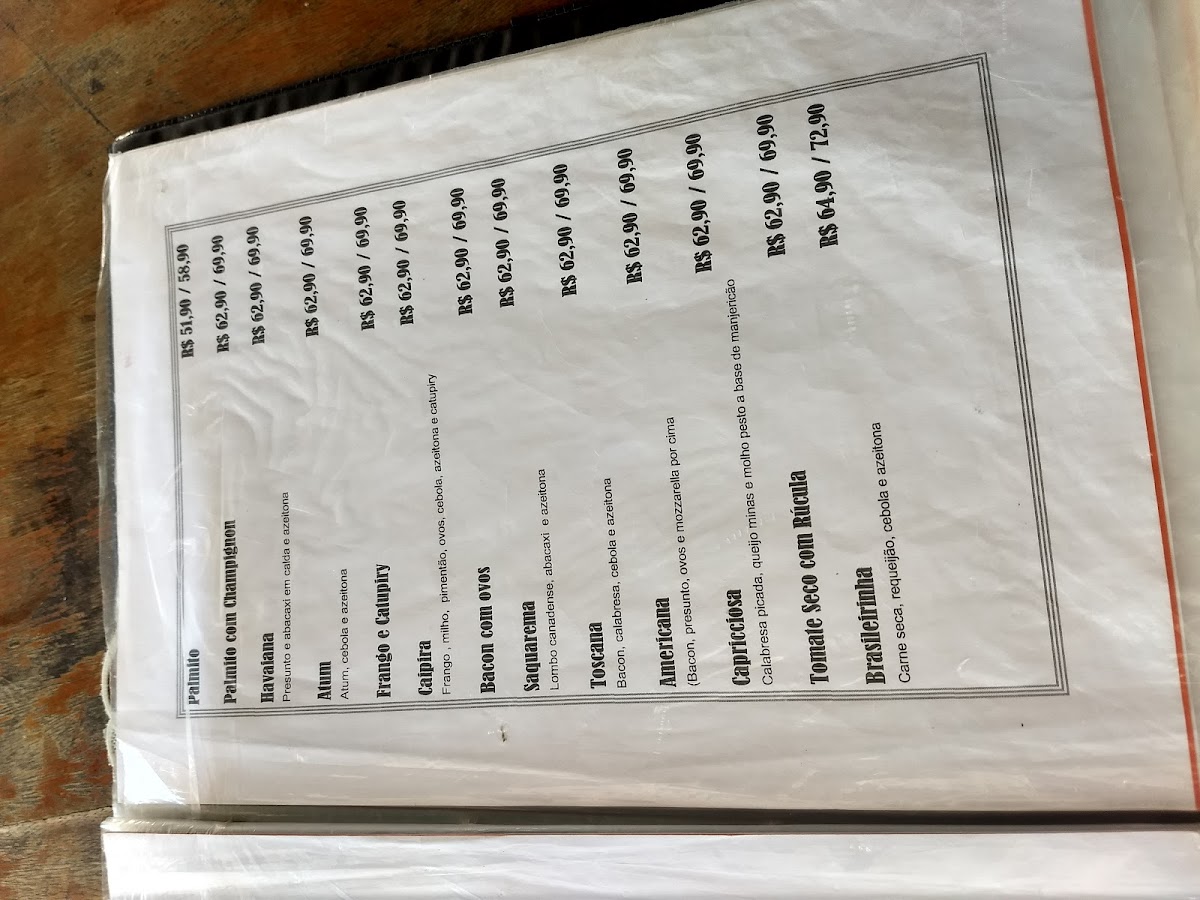 Palmito R$ 51,90 / 58,90
Palmito com Champignon R$ 62,90 / 69,90
Havaiana R$ 62,90 / 69,90
Presunto e abacaxi em calda e azeitona
Atum R$ 62,90 / 69,90
Atum, cebola e azeitona
Frango e Catupiry R$ 62,90 / 69,90
Caipira R$ 62,90 / 69,90
Frango , milho, pimentão, ovos, cebola, azeitona e catupiry
Bacon com ovos R$ 62,90 / 69,90
Saquarema R$ 62,90 / 69,90
Lombo canadense, abacaxi e azeitona
Toscana R$ 62,90 / 69,90
Bacon, calabresa, cebola e azeitona
Americana R$ 62,90 / 69,90
(Bacon, presunto, ovos e mozzarella por cima
Capricciosa R$ 62,90 / 69,90
Calabresa picada, queijo minas e molho pesto a base de manjericão
Tomate Seco com Rúcula R$ 62,90 / 69,90
Brasileirinha R$ 64,90 / 72,90
Carne seca, requeijão, cebola e azeitona